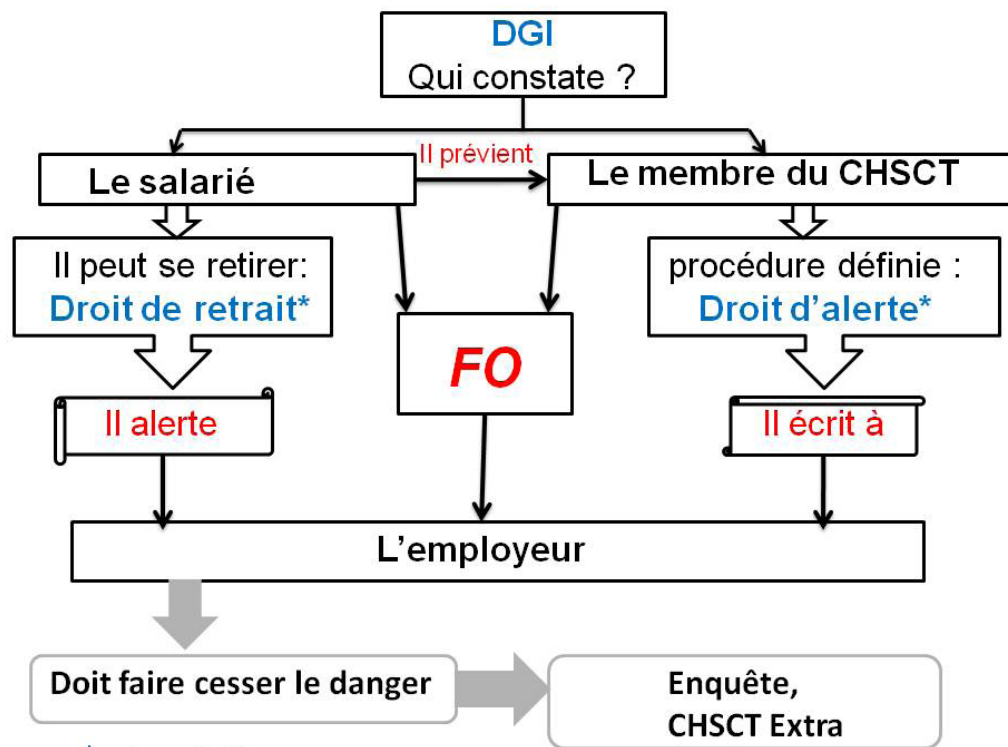 DGI
Qui constate ?
Il prévient
Le salarié
Le membre du CHSCT
Il peut se retirer:
Droit de retrait*
procédure définie :
Droit d'alerte*
FO
Il alerte
Il écrit à
L'employeur
Doit faire cesser le danger
Enquête,
CHSCT Extra